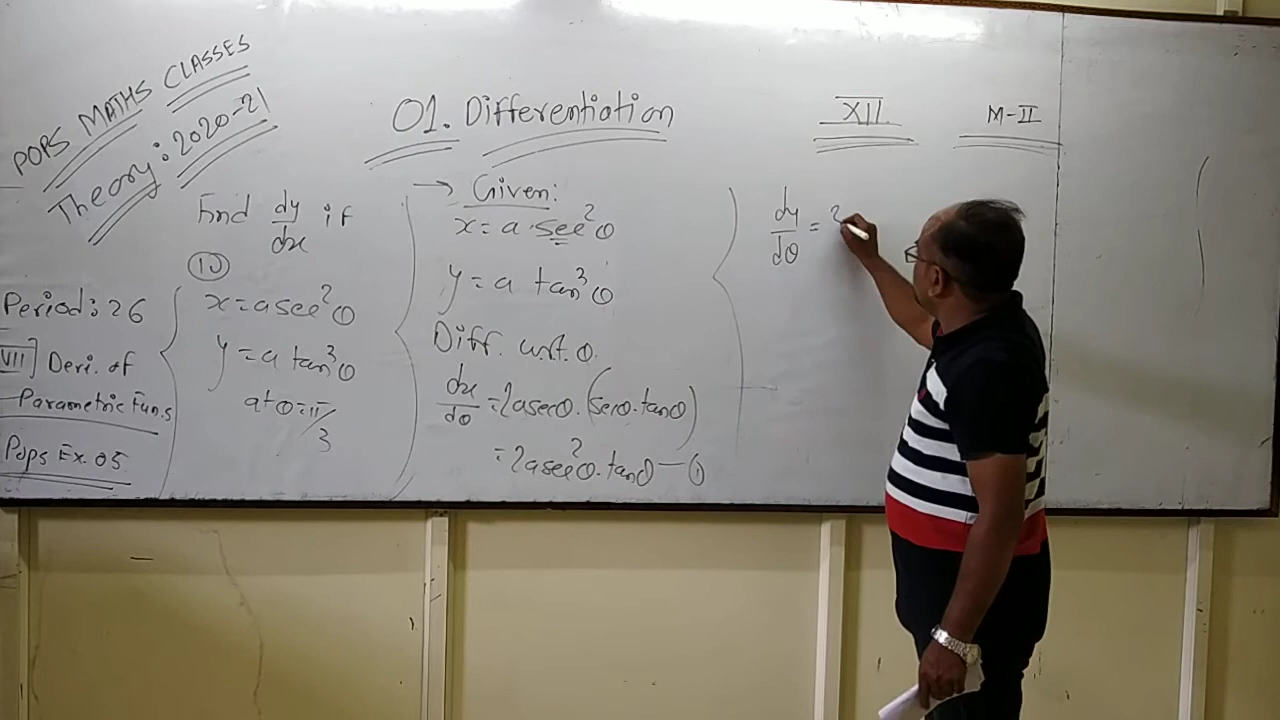 POPS MATHS CLASSES
Theory: 2020-21
01. Differentiation
XII
M-II
Period: 26
VII] Deri. of
Parametric Fun.s
Pops Ex. 05
Find dy/dx if
10
x = a sec²θ
y = a tan³θ
at θ = π/3
→ Given:
x = a·sec²θ
y = a tan³θ
Diff. w.r.t. θ.
dx/dθ = 2a secθ·(secθ·tanθ)
= 2a sec²θ·tanθ — ①
dy/dθ =